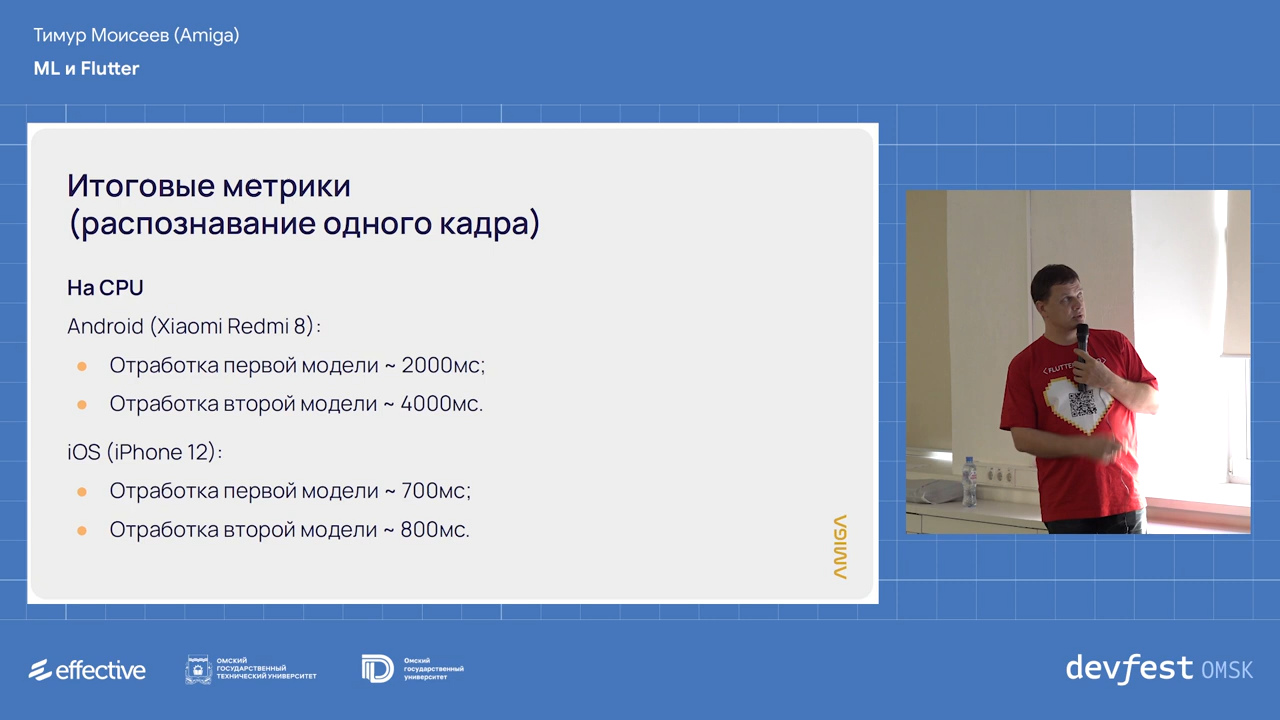 Тимур Моисеев (Amiga)
ML и Flutter
Итоговые метрики
(распознавание одного кадра)
На CPU
Android (Xiaomi Redmi 8):
Отработка первой модели ~ 2000мс;
Отработка второй модели ~ 4000мс.
iOS (iPhone 12):
Отработка первой модели ~ 700мс;
Отработка второй модели ~ 800мс.
AMIGA
FLUTTER
effective
ОМСКИЙ
ГОСУДАРСТВЕННЫЙ
ТЕХНИЧЕСКИЙ УНИВЕРСИТЕТ
Омский
государственный
университет
devfest OMSK